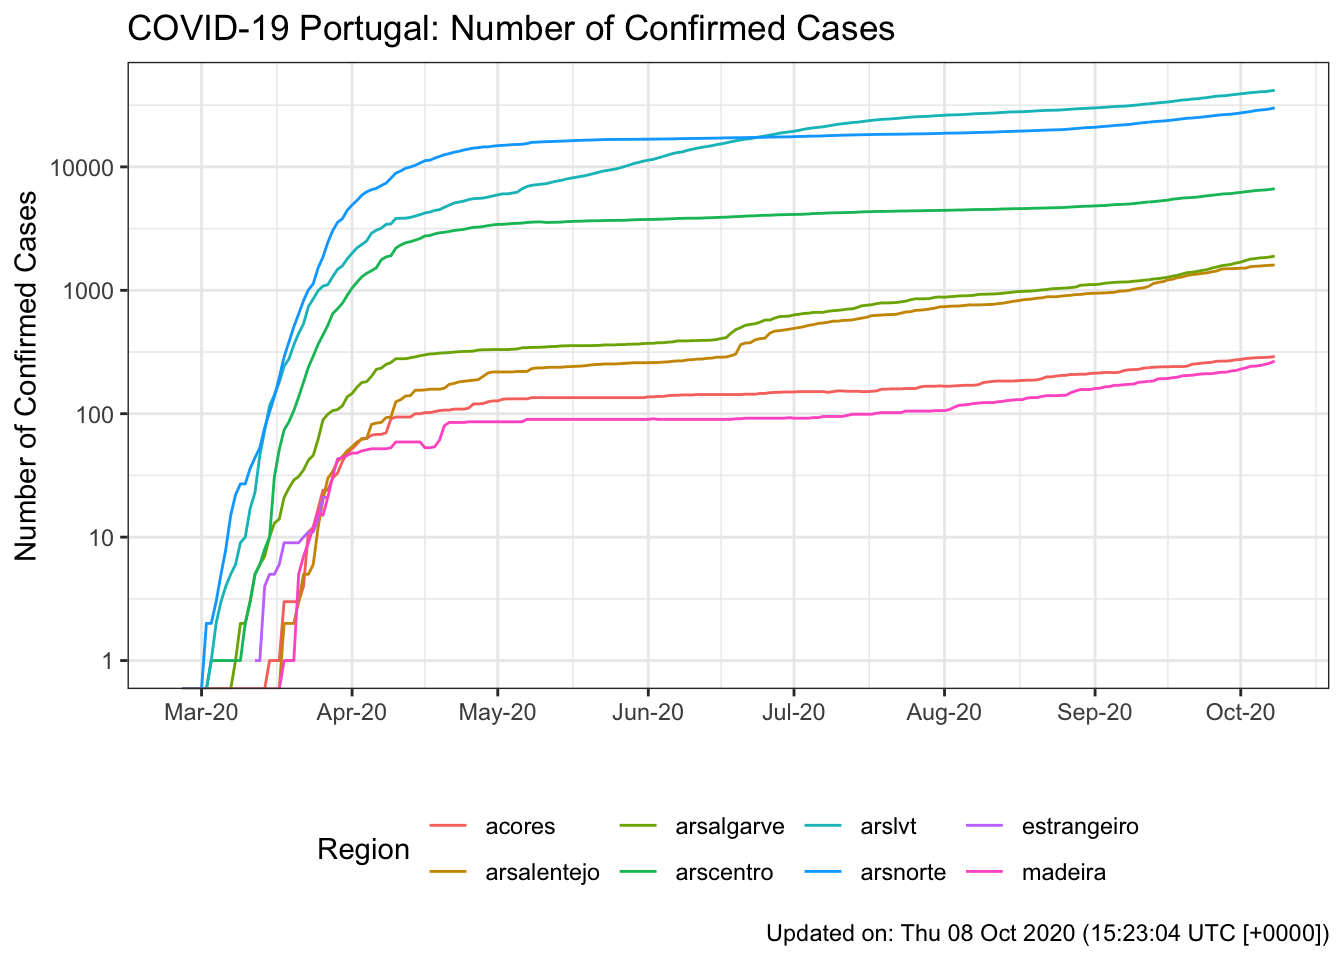 COVID-19 Portugal: Number of Confirmed Cases
Number of Confirmed Cases
10000
1000
100
10
1
Mar-20 Apr-20 May-20 Jun-20 Jul-20 Aug-20 Sep-20 Oct-20
Region
acores arsalgarve arslvt estrangeiro
arsalentejo arscentro arsnorte madeira
Updated on: Thu 08 Oct 2020 (15:23:04 UTC [+0000])